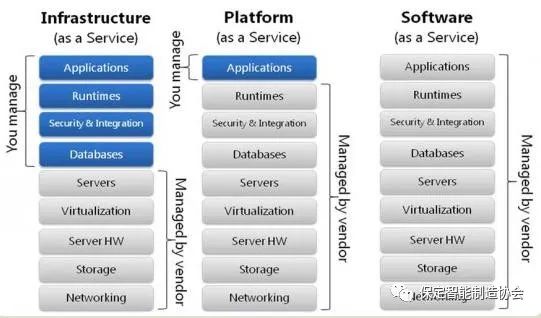 Infrastructure
(as a Service)
You manage
Applications
Runtimes
Security & Integration
Databases
Servers
Virtualization
Server HW
Storage
Networking
Managed by vendor
Platform
(as a Service)
You manage
Applications
Runtimes
Security & Integration
Databases
Servers
Virtualization
Server HW
Storage
Networking
Managed by vendor
Software
(as a Service)
Applications
Runtimes
Security & Integration
Databases
Servers
Virtualization
Server HW
Storage
Networking
Managed by vendor
保定智能制造协会